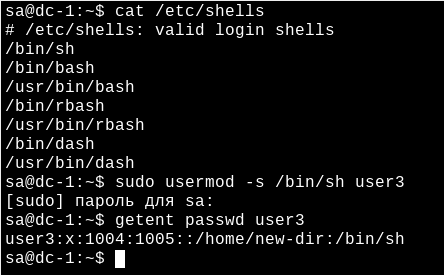 sa@dc-1:~$ cat /etc/shells
# /etc/shells: valid login shells
/bin/sh
/bin/bash
/usr/bin/bash
/bin/rbash
/usr/bin/rbash
/bin/dash
/usr/bin/dash
sa@dc-1:~$ sudo usermod -s /bin/sh user3
[sudo] пароль для sa:
sa@dc-1:~$ getent passwd user3
user3:x:1004:1005::/home/new-dir:/bin/sh
sa@dc-1:~$